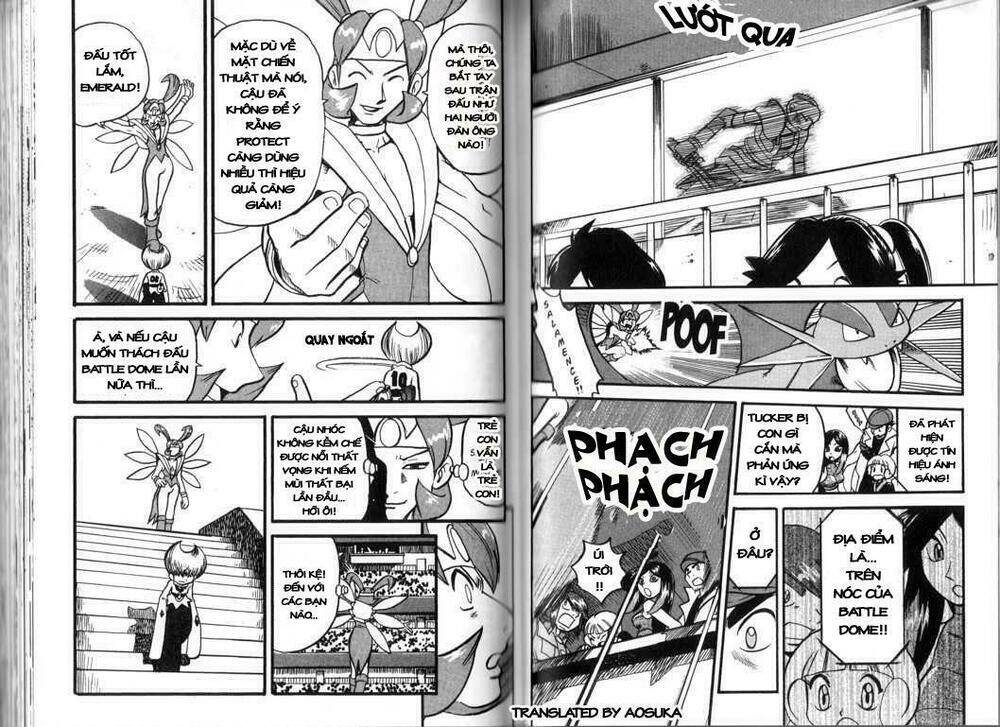 ĐẤU TỐT
LẮM,
EMERALD!
MẶC DÙ VỀ
MẶT CHIẾN
THUẬT MÀ NÓI,
CẬU ĐÃ
KHÔNG ĐỂ Ý
RẰNG
PROTECT
CÀNG DÙNG
NHIỀU THÌ HIỆU
QUẢ CÀNG
GIẢM!
MÀ THÔI,
CHÚNG TA
BẮT TAY
SAU TRẬN
ĐẤU NHƯ
HAI NGƯỜI
ĐÀN ÔNG
NÀO!
À, VÀ NẾU CẬU
MUỐN THÁCH ĐẤU
BATTLE DOME LẦN
NỮA THÌ...
QUAY NGOẮT
10
CẬU NHÓC
KHÔNG KỀM CHẾ
ĐƯỢC NỖI THẤT
VỌNG KHI NẾM
MÙI THẤT BẠI
LẦN ĐẦU...
HỠI ÔI!
TRẺ
CON
VẪN
LÀ
TRẺ
CON!
THÔI KỆ!
ĐẾN VỚI
CÁC BẠN
NÀO...
LƯỚT QUA
SALAMENCE!!
POOF
PHẠCH
PHẠCH
TUCKER BỊ
CON GÌ
CẮN MÀ
PHẢN ỨNG
KÌ VẬY?
ĐÃ PHÁT
HIỆN ĐƯỢC
TÍN HIỆU ÁNH
SÁNG!
ÚI
TRỜI
!!
Ở
ĐÂU?
ĐỊA ĐIỂM
LÀ...
TRÊN
NÓC CỦA
BATTLE
DOME!!
TRANSLATED BY AOSUKA